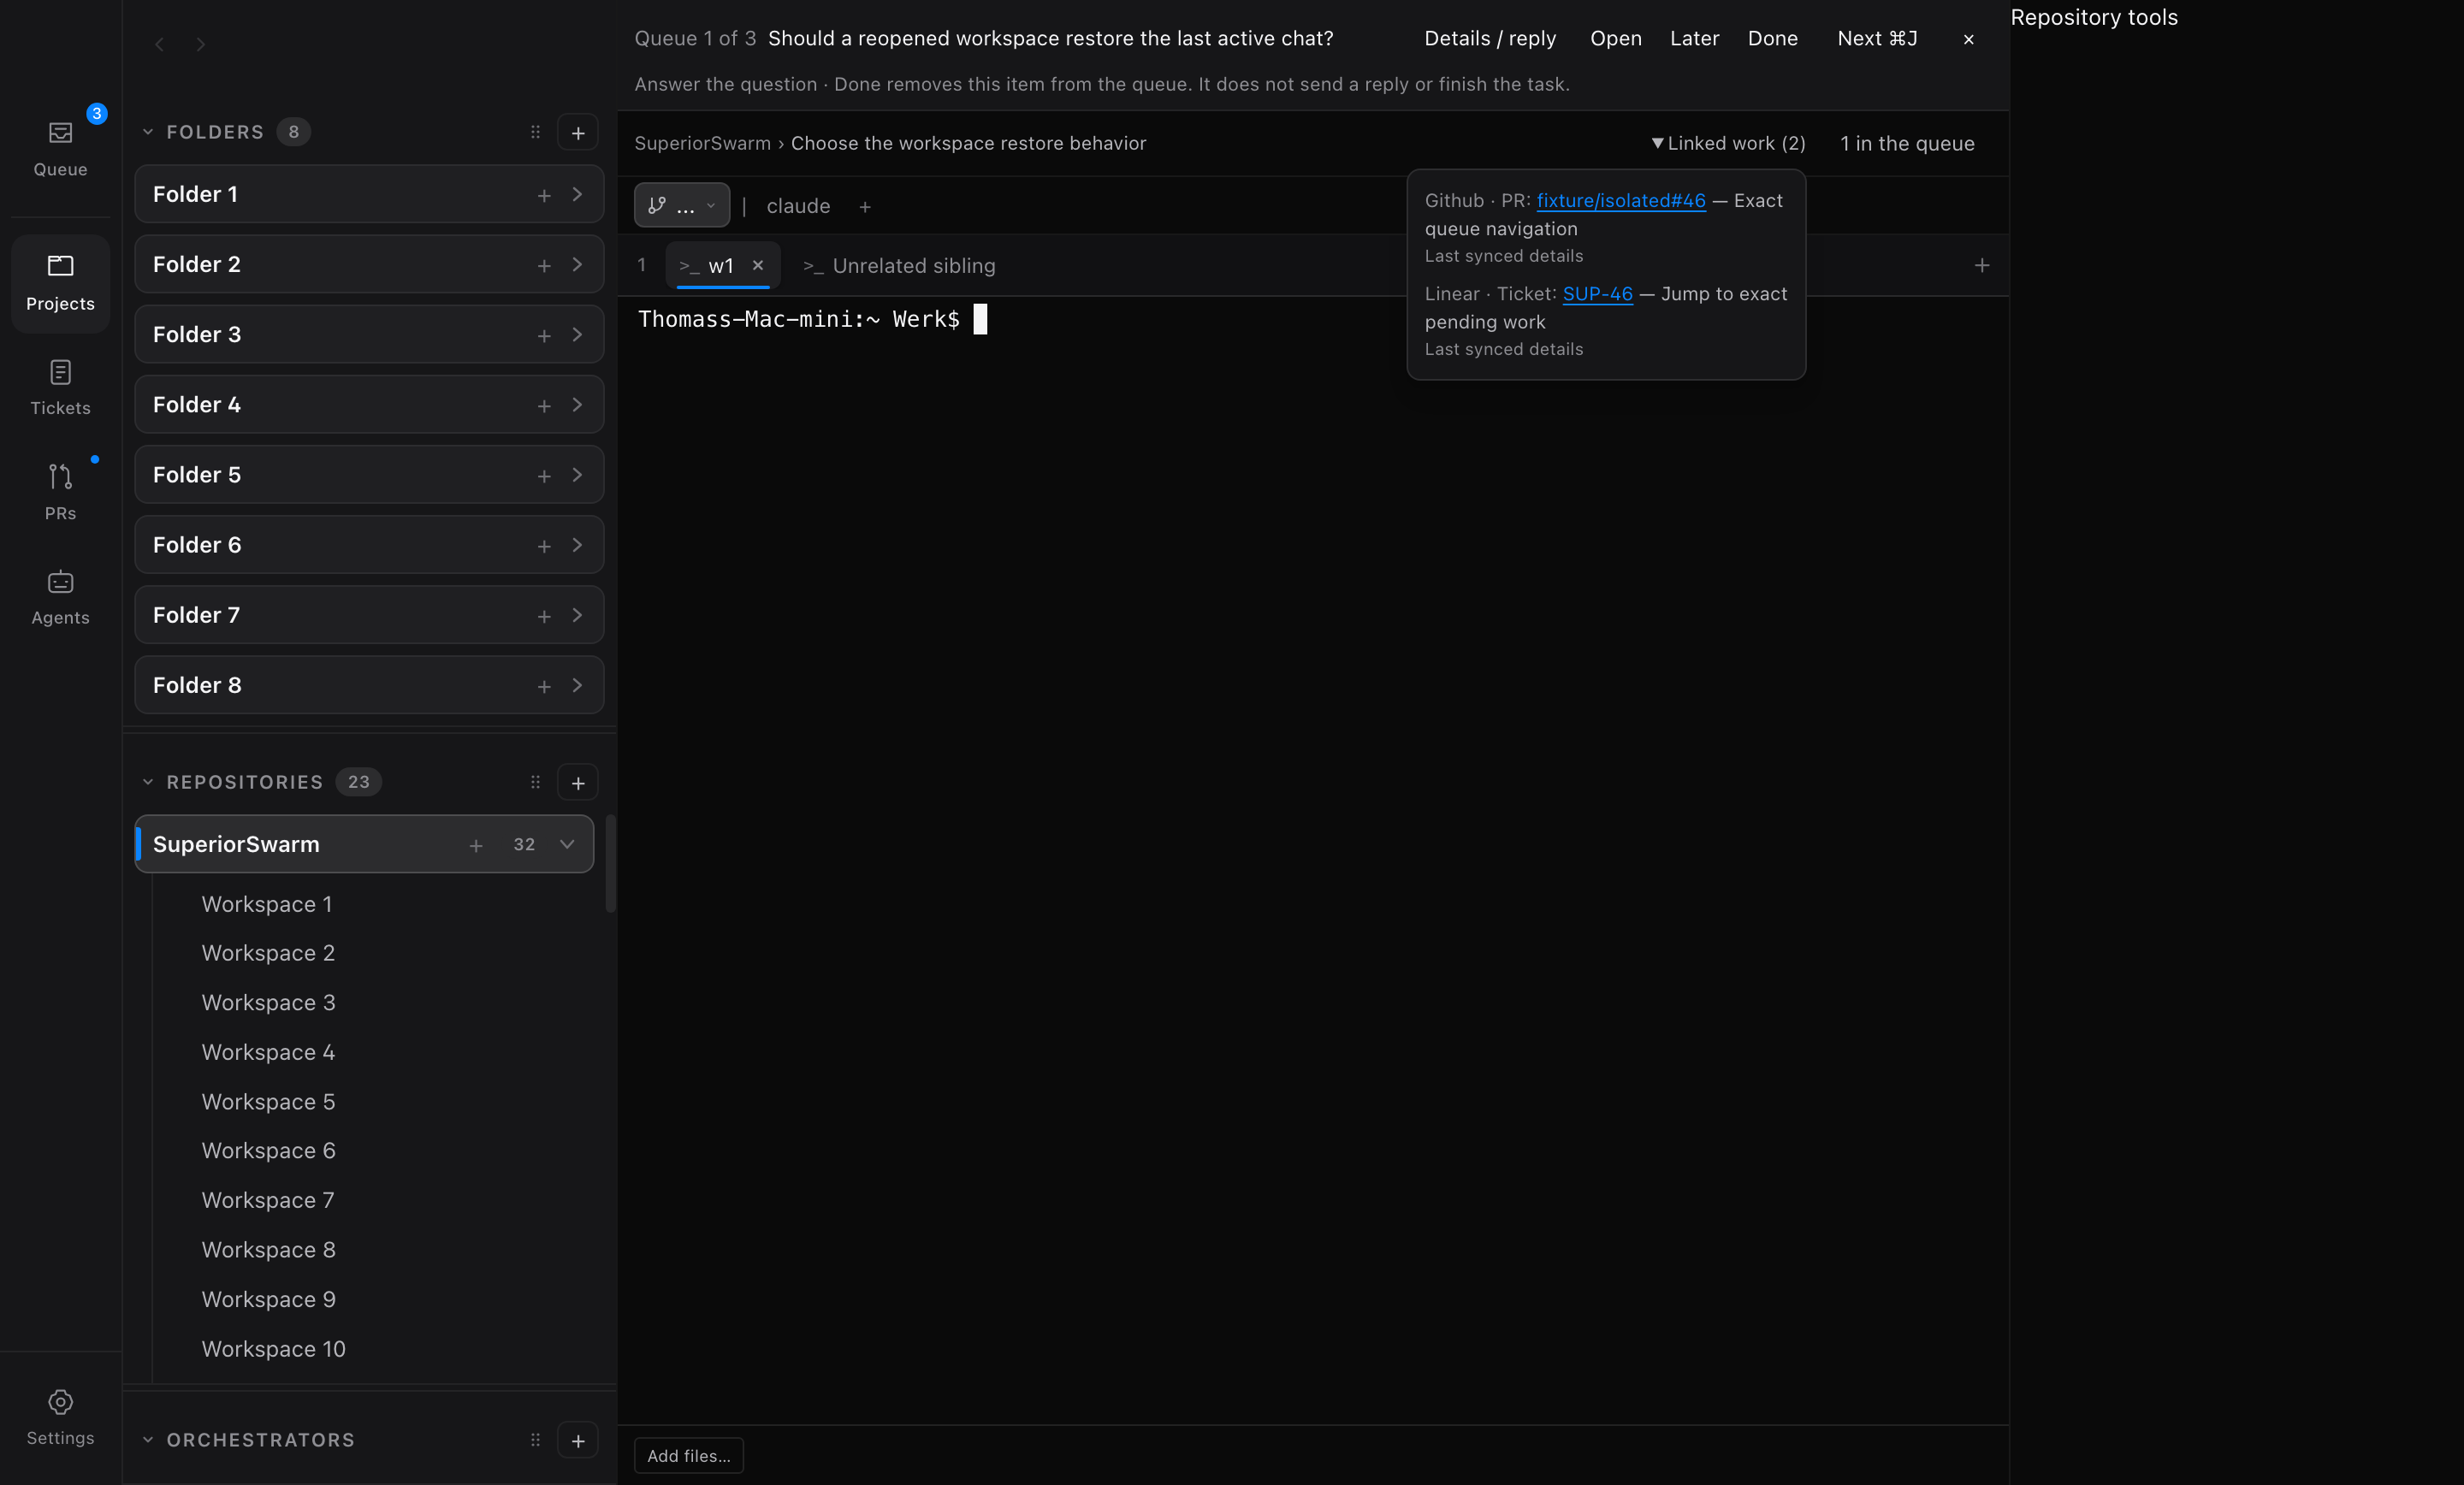 3
Queue
Projects
Tickets
PRs
Agents
Settings
FOLDERS 8
+
Folder 1 +
Folder 2 +
Folder 3 +
Folder 4 +
Folder 5 +
Folder 6 +
Folder 7 +
Folder 8 +
REPOSITORIES 23
+
SuperiorSwarm + 32
Workspace 1
Workspace 2
Workspace 3
Workspace 4
Workspace 5
Workspace 6
Workspace 7
Workspace 8
Workspace 9
Workspace 10
ORCHESTRATORS
+
Queue 1 of 3 Should a reopened workspace restore the last active chat? Details / reply Open Later Done Next ⌘J ×
Answer the question · Done removes this item from the queue. It does not send a reply or finish the task.
SuperiorSwarm › Choose the workspace restore behavior ▼Linked work (2) 1 in the queue
... | claude +
1 >_ w1 × >_ Unrelated sibling +
Github · PR: fixture/isolated#46 — Exact
queue navigation
Last synced details
Linear · Ticket: SUP-46 — Jump to exact
pending work
Last synced details
Thomass-Mac-mini:~ Werk$
Add files…
Repository tools